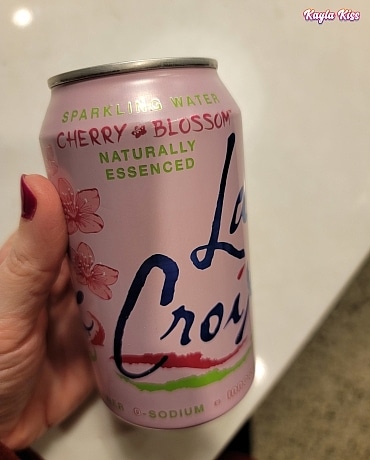 Kayla Kiss
SPARKLING WATER
CHERRY BLOSSOM
NATURALLY
ESSENCED
La
Croi
0-SODIUM